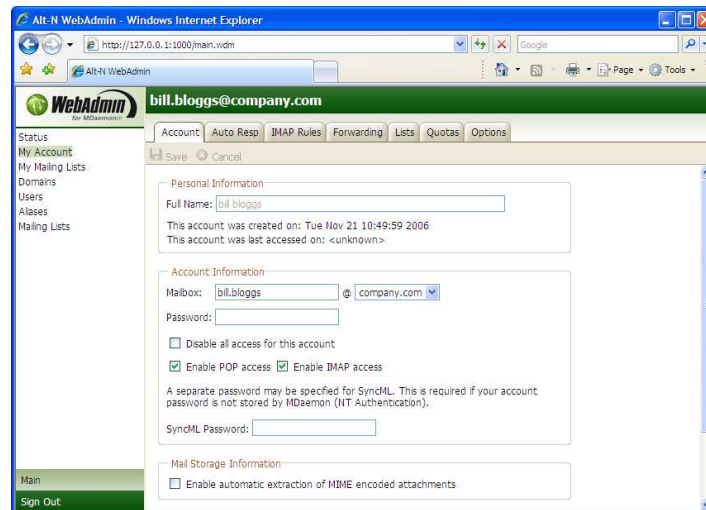 Alt-N WebAdmin - Windows Internet Explorer
http://127.0.0.1:1000/main.wdm
Google
Alt-N WebAdmin
Page
Tools
WebAdmin
for MDaemon
bill.bloggs@company.com
Status
My Account
My Mailing Lists
Domains
Users
Aliases
Mailing Lists
Account
Auto Resp
IMAP Rules
Forwarding
Lists
Quotas
Options
Save
Cancel
Personal Information
Full Name: bill bloggs
This account was created on: Tue Nov 21 10:49:59 2006
This account was last accessed on: <unknown>
Account Information
Mailbox: bill.bloggs @ company.com
Password:
Disable all access for this account
Enable POP access Enable IMAP access
A separate password may be specified for SyncML. This is required if your account
password is not stored by MDaemon (NT Authentication).
SyncML Password:
Mail Storage Information
Enable automatic extraction of MIME encoded attachments
Main
Sign Out